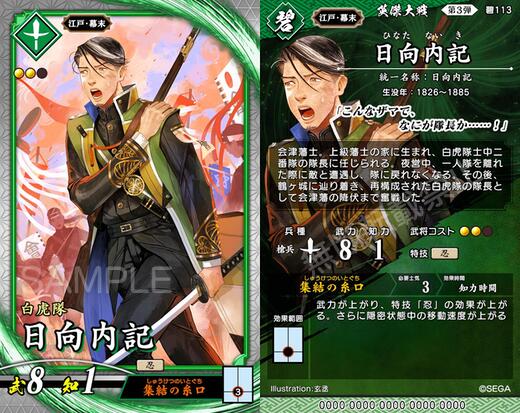 江戸・幕末
會
SAMPLE
白虎隊
日向内記
忍
武8 知1
しゅうけつのいとぐち
集結の糸口
3
碧
江戸・幕末
英傑大戦
第3弾
碧113
ひなた ないき
日向内記
統一名称：日向内記
生没年：1826～1885
「こんなザマで、
なにが隊長か……！」
会津藩士。上級藩士の家に生まれ、白虎隊士中二
番隊の隊長に任じられる。夜営中、一人隊を離れ
た際に敵と遭遇し、隊に戻れなくなる。その後、
鶴ヶ城に辿り着き、再構成された白虎隊の隊長と
して会津藩の降伏まで奮戦した。
兵種 武力 知力 武将コスト
槍兵 8 1 特技 忍
しゅうけつのいとぐち 必要士気 効果時間
集結の糸口 3 知力時間
効果範囲
武力が上がり、特技「忍」の効果が上が
る。さらに隠密状態中の移動速度が上がる
Illustration:玄塗
©SEGA
0000-0000-0000-0000-0000